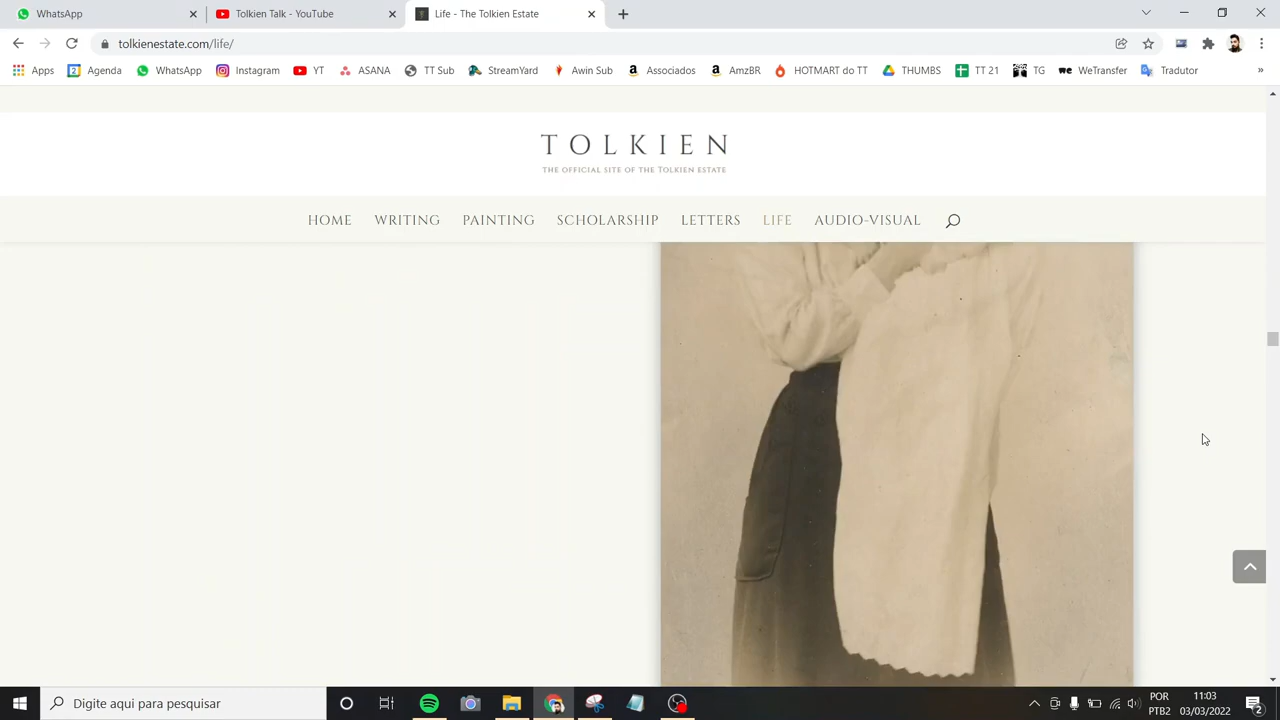 WhatsApp
Tolkien Talk - YouTube
Life - The Tolkien Estate
tolkienestate.com/life/
Apps
Agenda
WhatsApp
Instagram
YT
ASANA
TT Sub
StreamYard
Awin Sub
Associados
AmzBR
HOTMART do TT
THUMBS
TT 21
TG
WeTransfer
Tradutor
»
TOLKIEN
THE OFFICIAL SITE OF THE TOLKIEN ESTATE
HOME
WRITING
PAINTING
SCHOLARSHIP
LETTERS
LIFE
AUDIO-VISUAL
Digite aqui para pesquisar
POR
PTB2
11:03
03/03/2022
2